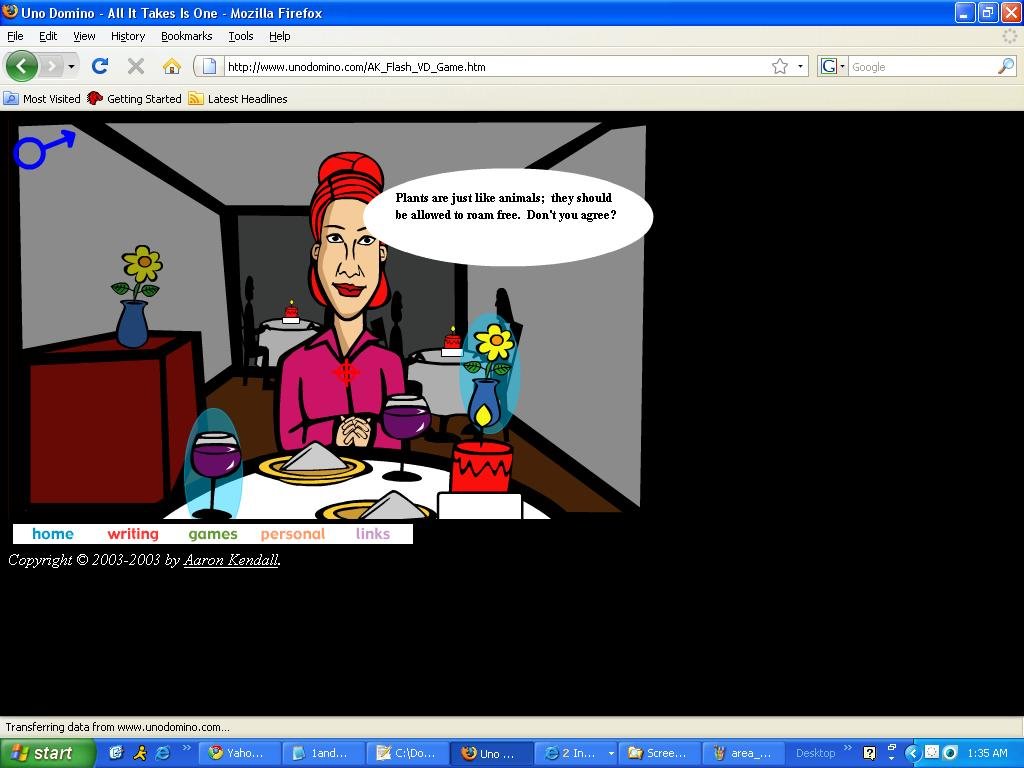 Uno Domino - All It Takes Is One - Mozilla Firefox
File Edit View History Bookmarks Tools Help
http://www.unodomino.com/AK_Flash_VD_Game.htm
G Google
Most Visited Getting Started Latest Headlines
Plants are just like animals; they should
be allowed to roam free. Don't you agree?
home writing games personal links
Copyright © 2003-2003 by Aaron Kendall.
Transferring data from www.unodomino.com...
start Yaho... 1and... C:\Do... Uno ... 2 In... Scree... area_... Desktop 1:35 AM